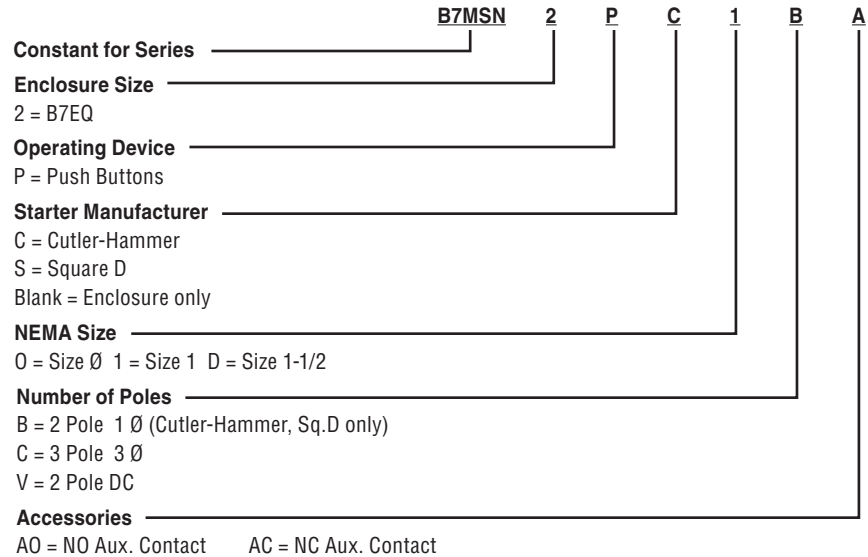 B7MSN 2 P C 1 B A
Constant for Series
Enclosure Size
2 = B7EQ
Operating Device
P = Push Buttons
Starter Manufacturer
C = Cutler-Hammer
S = Square D
Blank = Enclosure only
NEMA Size
O = Size Ø 1 = Size 1 D = Size 1-1/2
Number of Poles
B = 2 Pole 1 Ø (Cutler-Hammer, Sq.D only)
C = 3 Pole 3 Ø
V = 2 Pole DC
Accessories
AO = NO Aux. Contact AC = NC Aux. Contact